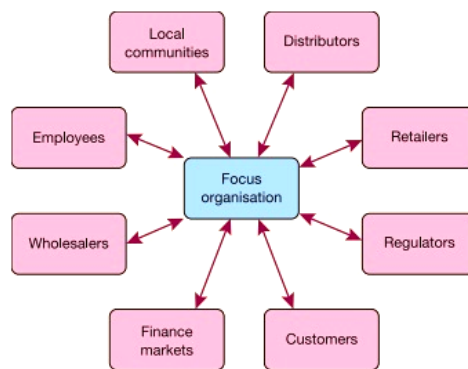 Local
communities
Distributors
Employees
Retailers
Focus
organisation
Wholesalers
Regulators
Finance
markets
Customers